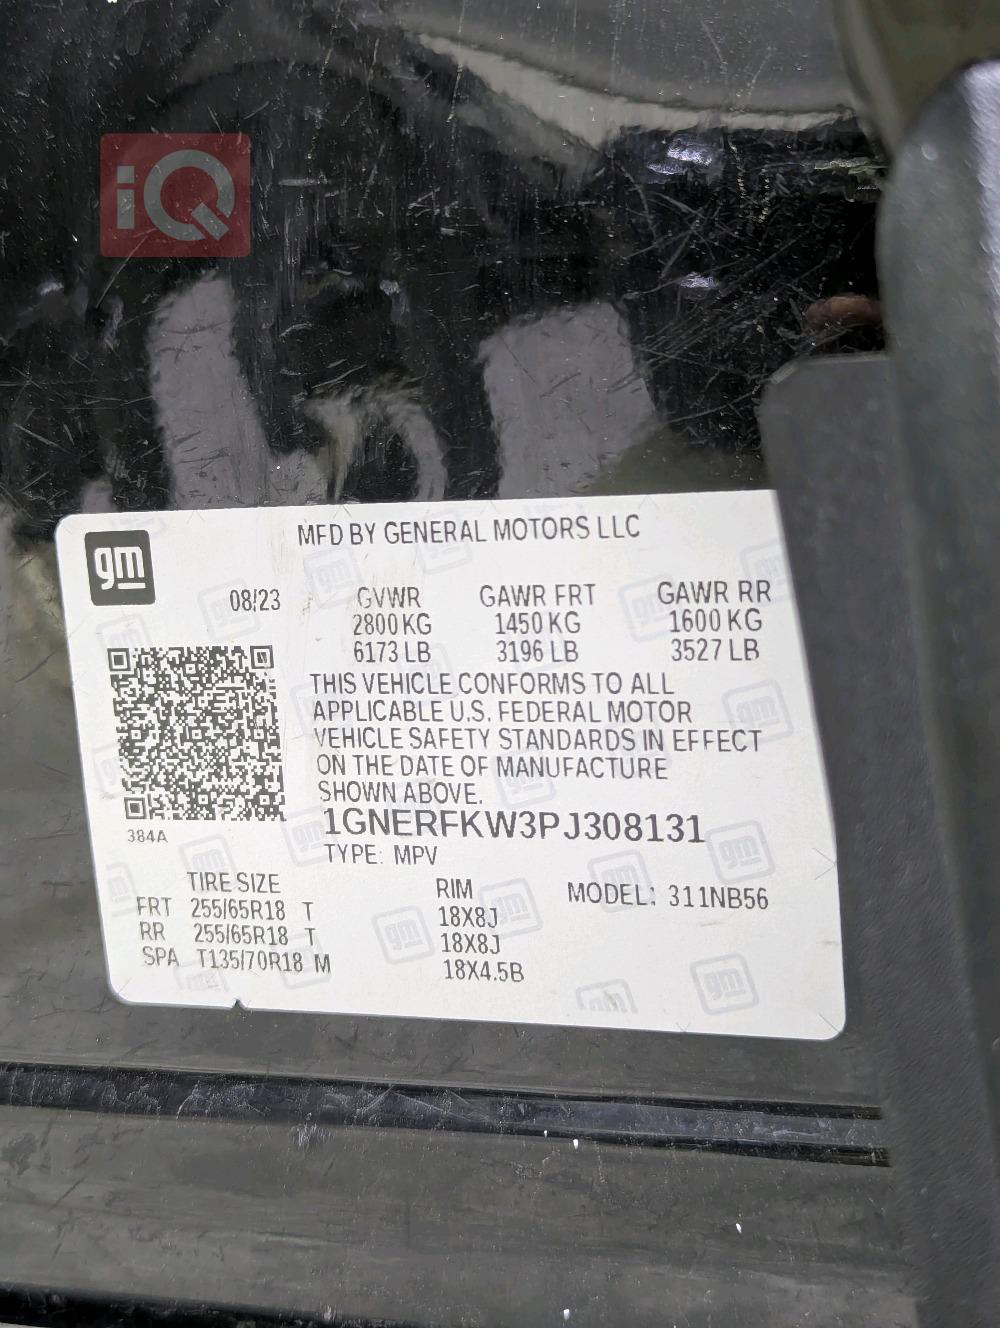 iQ
gm
MFD BY GENERAL MOTORS LLC
08/23 GVWR GAWR FRT GAWR RR
2800 KG 1450 KG 1600 KG
6173 LB 3196 LB 3527 LB
THIS VEHICLE CONFORMS TO ALL
APPLICABLE U.S. FEDERAL MOTOR
VEHICLE SAFETY STANDARDS IN EFFECT
ON THE DATE OF MANUFACTURE
SHOWN ABOVE.
384A
1GNERFKW3PJ308131
TYPE: MPV
TIRE SIZE RIM MODEL: 311NB56
FRT 255/65R18 T 18X8J
RR 255/65R18 T 18X8J
SPA T135/70R18 M 18X4.5B